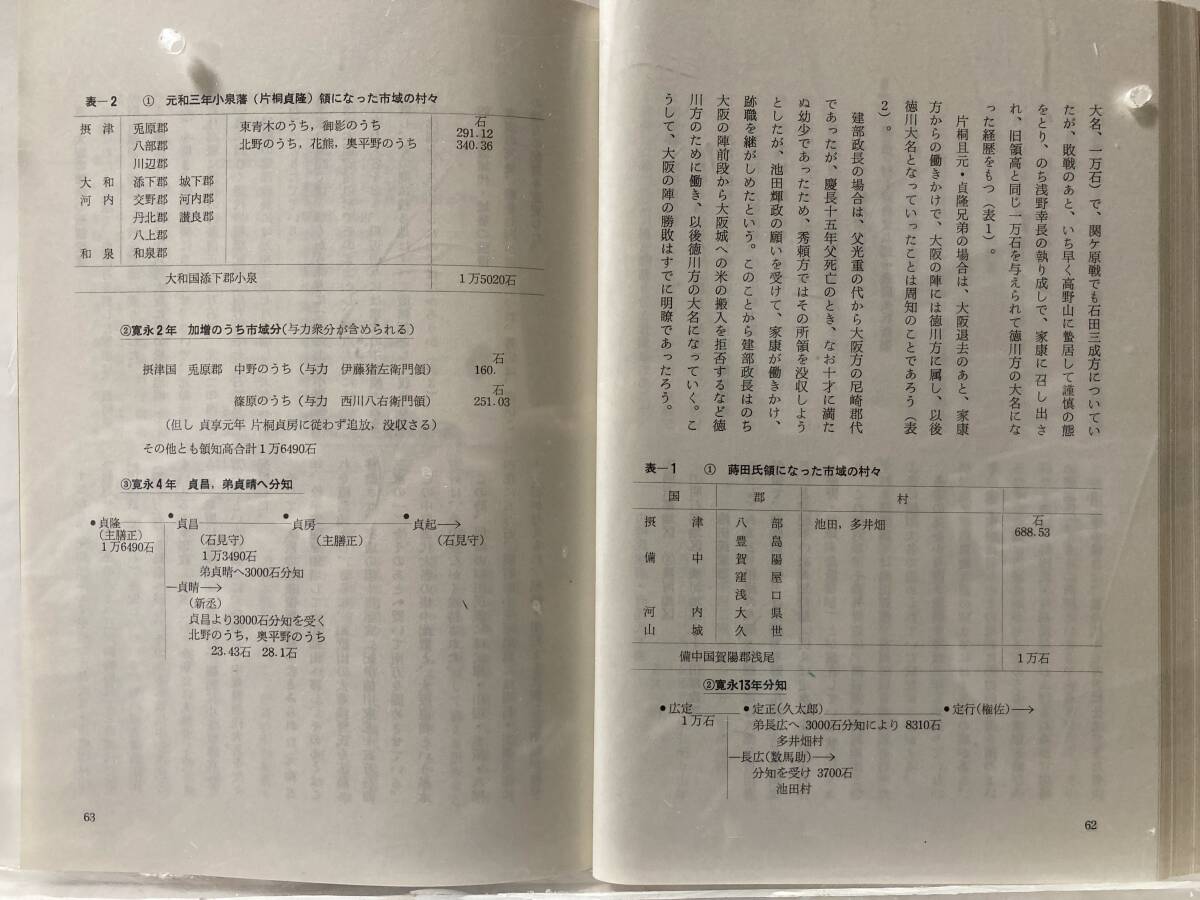 大名、一万石)で、関ケ原戦でも石田三成方についてい
たが、敗戦のあと、いち早く高野山に蟄居して謹慎の態
をとり、のち浅野幸長の執り成しで、家康に召し出さ
れ、旧領高と同じ一万石を与えられて徳川方の大名にな
った経歴をもつ(表1)。
片桐且元・貞隆兄弟の場合は、大阪退去のあと、家康
方からの働きかけで、大阪の陣には徳川方に属し、以後
徳川大名となっていったことは周知のことであろう(表
2)。
建部政長の場合は、父光重の代から大阪方の尼崎郡代
であったが、慶長十五年父死亡のとき、なお十才に満た
ぬ幼少であったため、秀頼方ではその所領を没収しよう
としたが、池田輝政の願いを受けて、家康が働きかけ、
跡職を継がしめたという。このことから建部政長はのち
大阪の陣前段から大阪城への米の搬入を拒否するなど徳
川方のために働き、以後徳川方の大名になっていく。こ
うして、大阪の陣の勝敗はすでに明瞭であったろう。
表―1 ① 蒔田氏領になった市域の村々
国 郡 村
摂津 八部 池田，多井畑 石 688.53
豊島
備中 賀陽
窪屋
浅口
河内 大県
山城 久世
備中国賀陽郡浅尾 1万石
②寛永13年分知
●広定 ●定正(久太郎) ●定行(権佐)→
1万石 弟長広へ 3000石分知により 8310石
多井畑村
長広(数馬助)→
分知を受け 3700石
池田村
62
表―2 ① 元和三年小泉藩(片桐貞隆)領になった市域の村々
摂津 兎原郡 東青木のうち，御影のうち 石 291.12
八部郡 北野のうち，花熊，奥平野のうち 340.36
川辺郡
大和 添下郡 城下郡
河内 交野郡 河内郡
丹北郡 讃良郡
八上郡
和泉 和泉郡
大和国添下郡小泉 1万5020石
②寛永2年 加増のうち市域分(与力衆分が含められる)
石
摂津国 兎原郡 中野のうち(与力 伊藤猪左衛門領) 160.
石
篠原のうち(与力 西川八右衛門領) 251.03
(但し 貞享元年 片桐貞房に従わず追放，没収さる)
その他とも領知高合計1万6490石
③寛永4年 貞昌，弟貞晴へ分知
●貞隆 ●貞昌 ●貞房 ●貞起→
(主膳正) (石見守) (主膳正) (石見守)
1万6490石 1万3490石
弟貞晴へ3000石分知
貞晴→
(新丞)
貞昌より3000石分知を受く
北野のうち，奥平野のうち
23.43石 28.1石
63